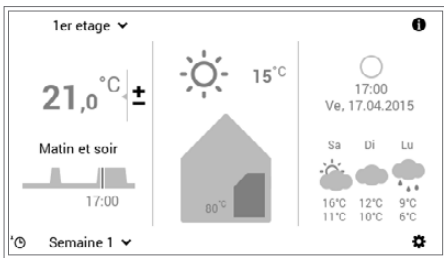 1er etage
21,0 °C ±
Matin et soir
17:00
Semaine 1
15°C
80°C
17:00
Ve, 17.04.2015
Sa Di Lu
16°C 12°C 9°C
11°C 10°C 6°C